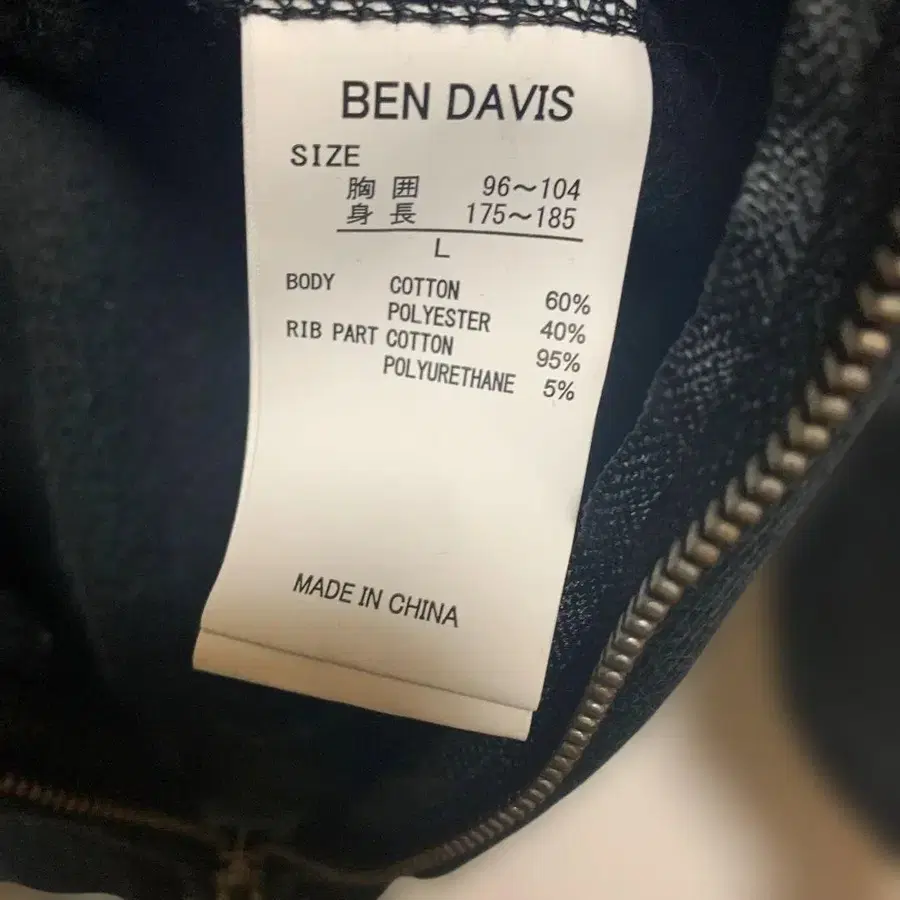 BEN DAVIS
SIZE
胸囲 96～104
身長 175～185
L
BODY COTTON 60%
POLYESTER 40%
RIB PART COTTON 95%
POLYURETHANE 5%
MADE IN CHINA